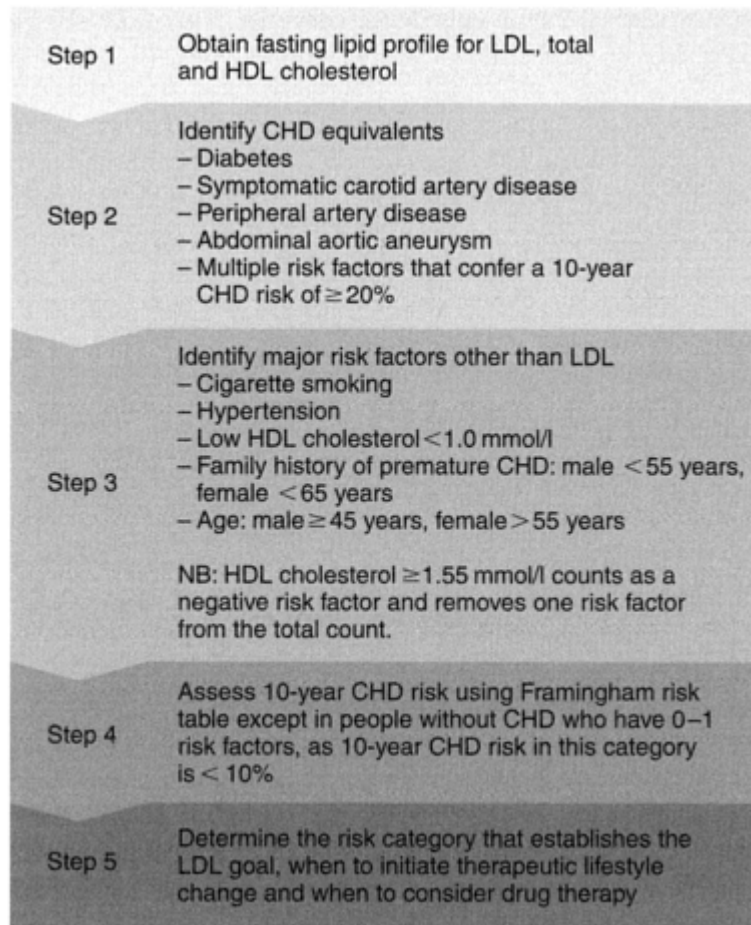 Step 1
Obtain fasting lipid profile for LDL, total
and HDL cholesterol
Step 2
Identify CHD equivalents
– Diabetes
– Symptomatic carotid artery disease
– Peripheral artery disease
– Abdominal aortic aneurysm
– Multiple risk factors that confer a 10-year
CHD risk of ≥ 20%
Step 3
Identify major risk factors other than LDL
– Cigarette smoking
– Hypertension
– Low HDL cholesterol < 1.0 mmol/l
– Family history of premature CHD: male < 55 years,
female < 65 years
– Age: male ≥ 45 years, female > 55 years
NB: HDL cholesterol ≥ 1.55 mmol/l counts as a
negative risk factor and removes one risk factor
from the total count.
Step 4
Assess 10-year CHD risk using Framingham risk
table except in people without CHD who have 0–1
risk factors, as 10-year CHD risk in this category
is < 10%
Step 5
Determine the risk category that establishes the
LDL goal, when to initiate therapeutic lifestyle
change and when to consider drug therapy